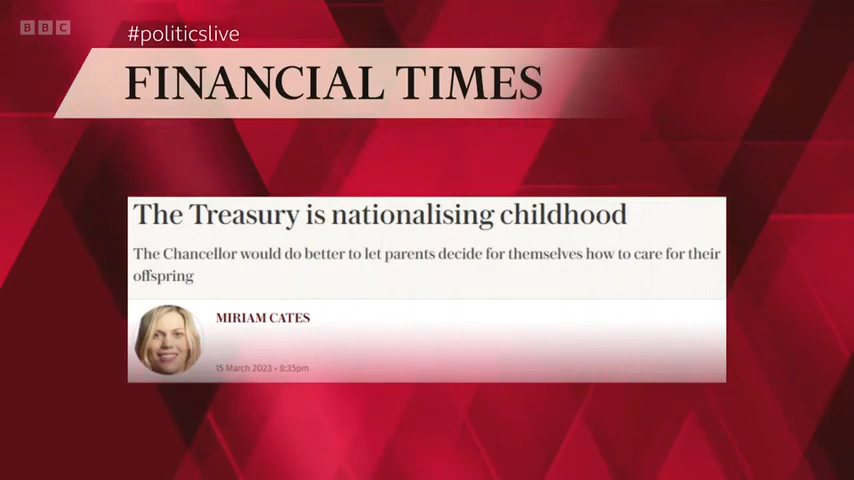 BBC
#politicslive
FINANCIAL TIMES
The Treasury is nationalising childhood
The Chancellor would do better to let parents decide for themselves how to care for their
offspring
MIRIAM CATES
15 March 2023 • 8:35pm